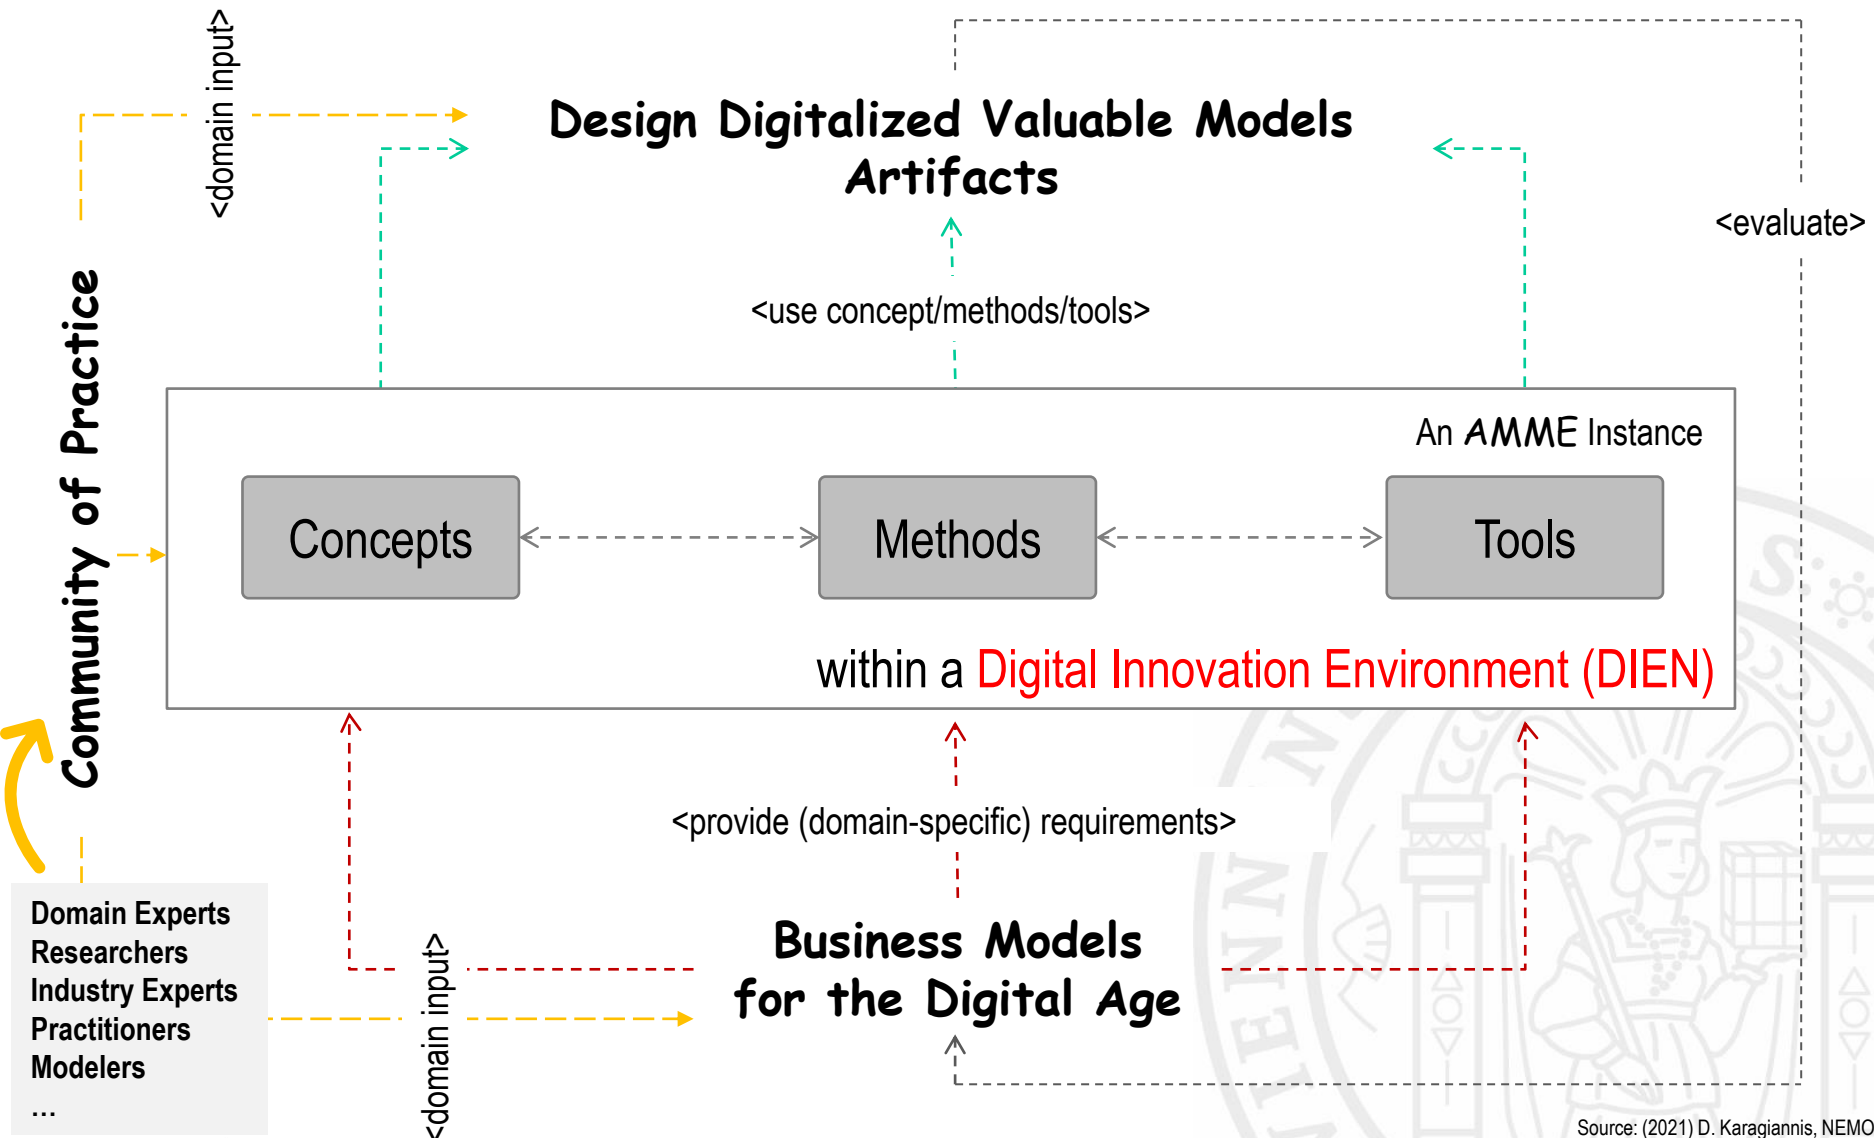 <domain input>
Design Digitalized Valuable Models
Artifacts
<evaluate>
<use concept/methods/tools>
Community of Practice
An AMME Instance
Concepts
Methods
Tools
within a Digital Innovation Environment (DIEN)
<provide (domain-specific) requirements>
Domain Experts
Researchers
Industry Experts
Practitioners
Modelers
...
<domain input>
Business Models
for the Digital Age
Source: (2021) D. Karagiannis, NEMO